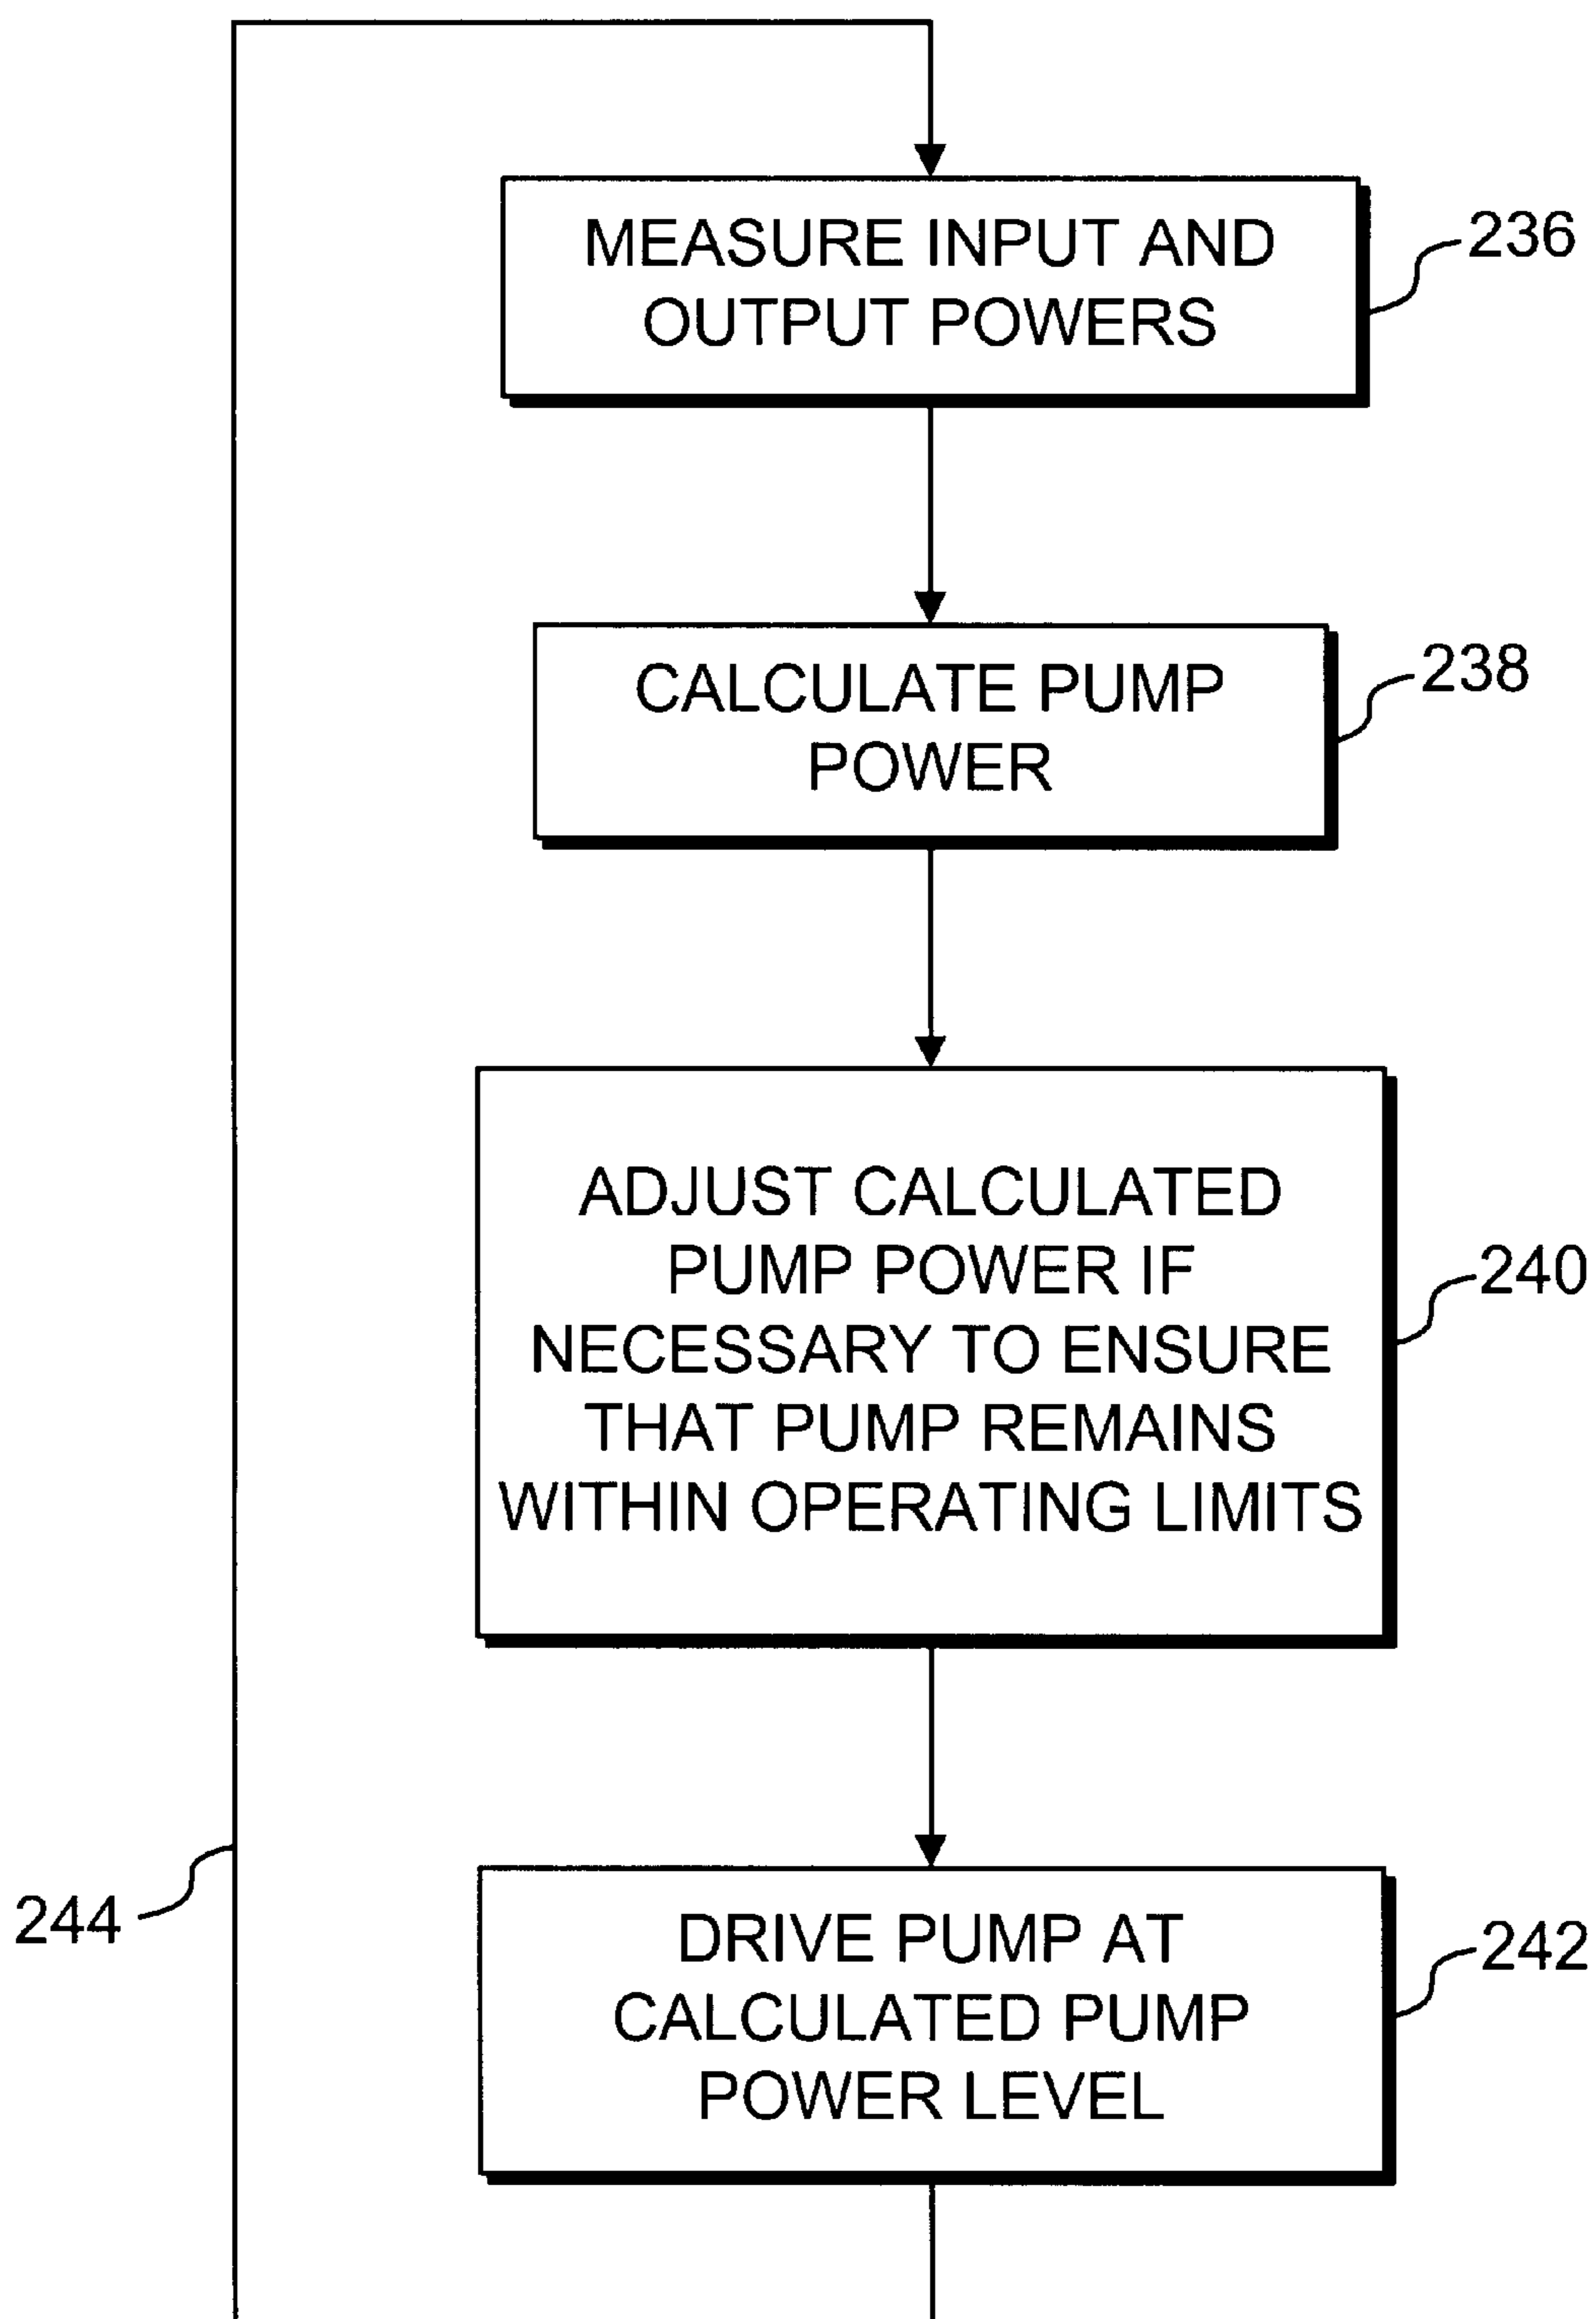 MEASURE INPUT AND
OUTPUT POWERS
236
CALCULATE PUMP
POWER
238
ADJUST CALCULATED
PUMP POWER IF
NECESSARY TO ENSURE
THAT PUMP REMAINS
WITHIN OPERATING LIMITS
240
244
DRIVE PUMP AT
CALCULATED PUMP
POWER LEVEL
242